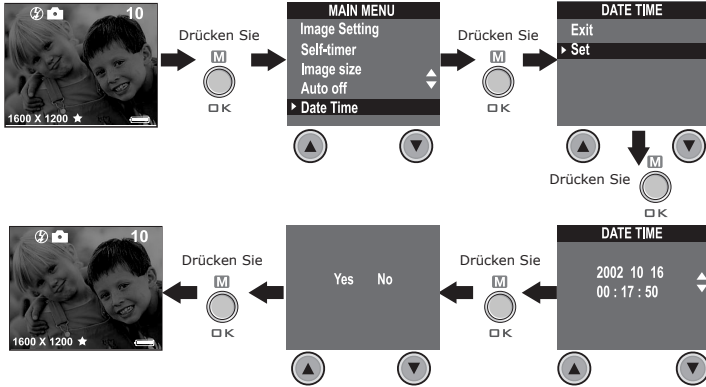 10
1600 X 1200
Drücken Sie
M
OK
MAIN MENU
Image Setting
Self-timer
Image size
Auto off
Date Time
Drücken Sie
M
OK
DATE TIME
Exit
Set
Drücken Sie
M
OK
DATE TIME
2002 10 16
00 : 17 : 50
Drücken Sie
M
OK
Yes No
Drücken Sie
M
OK
10
1600 X 1200